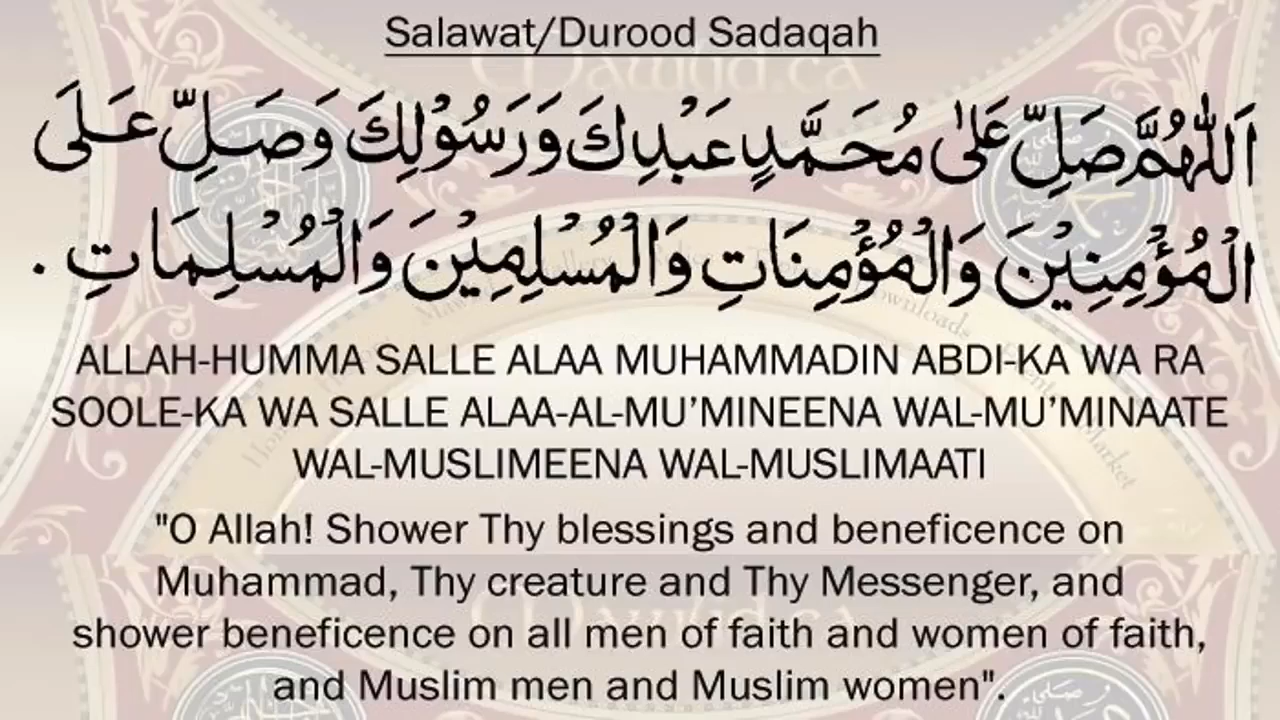 Salawat/Durood Sadaqah
اَللّٰهُمَّ صَلِّ عَلٰى مُحَمَّدٍ عَبْدِكَ وَرَسُوْلِكَ وَصَلِّ عَلَى
الْمُؤْمِنِيْنَ وَالْمُؤْمِنَاتِ وَالْمُسْلِمِيْنَ وَالْمُسْلِمَاتِ .
ALLAH-HUMMA SALLE ALAA MUHAMMADIN ABDI-KA WA RA
SOOLE-KA WA SALLE ALAA-AL-MU’MINEENA WAL-MU’MINAATE
WAL-MUSLIMEENA WAL-MUSLIMAATI
"O Allah! Shower Thy blessings and beneficence on
Muhammad, Thy creature and Thy Messenger, and
shower beneficence on all men of faith and women of faith,
and Muslim men and Muslim women".